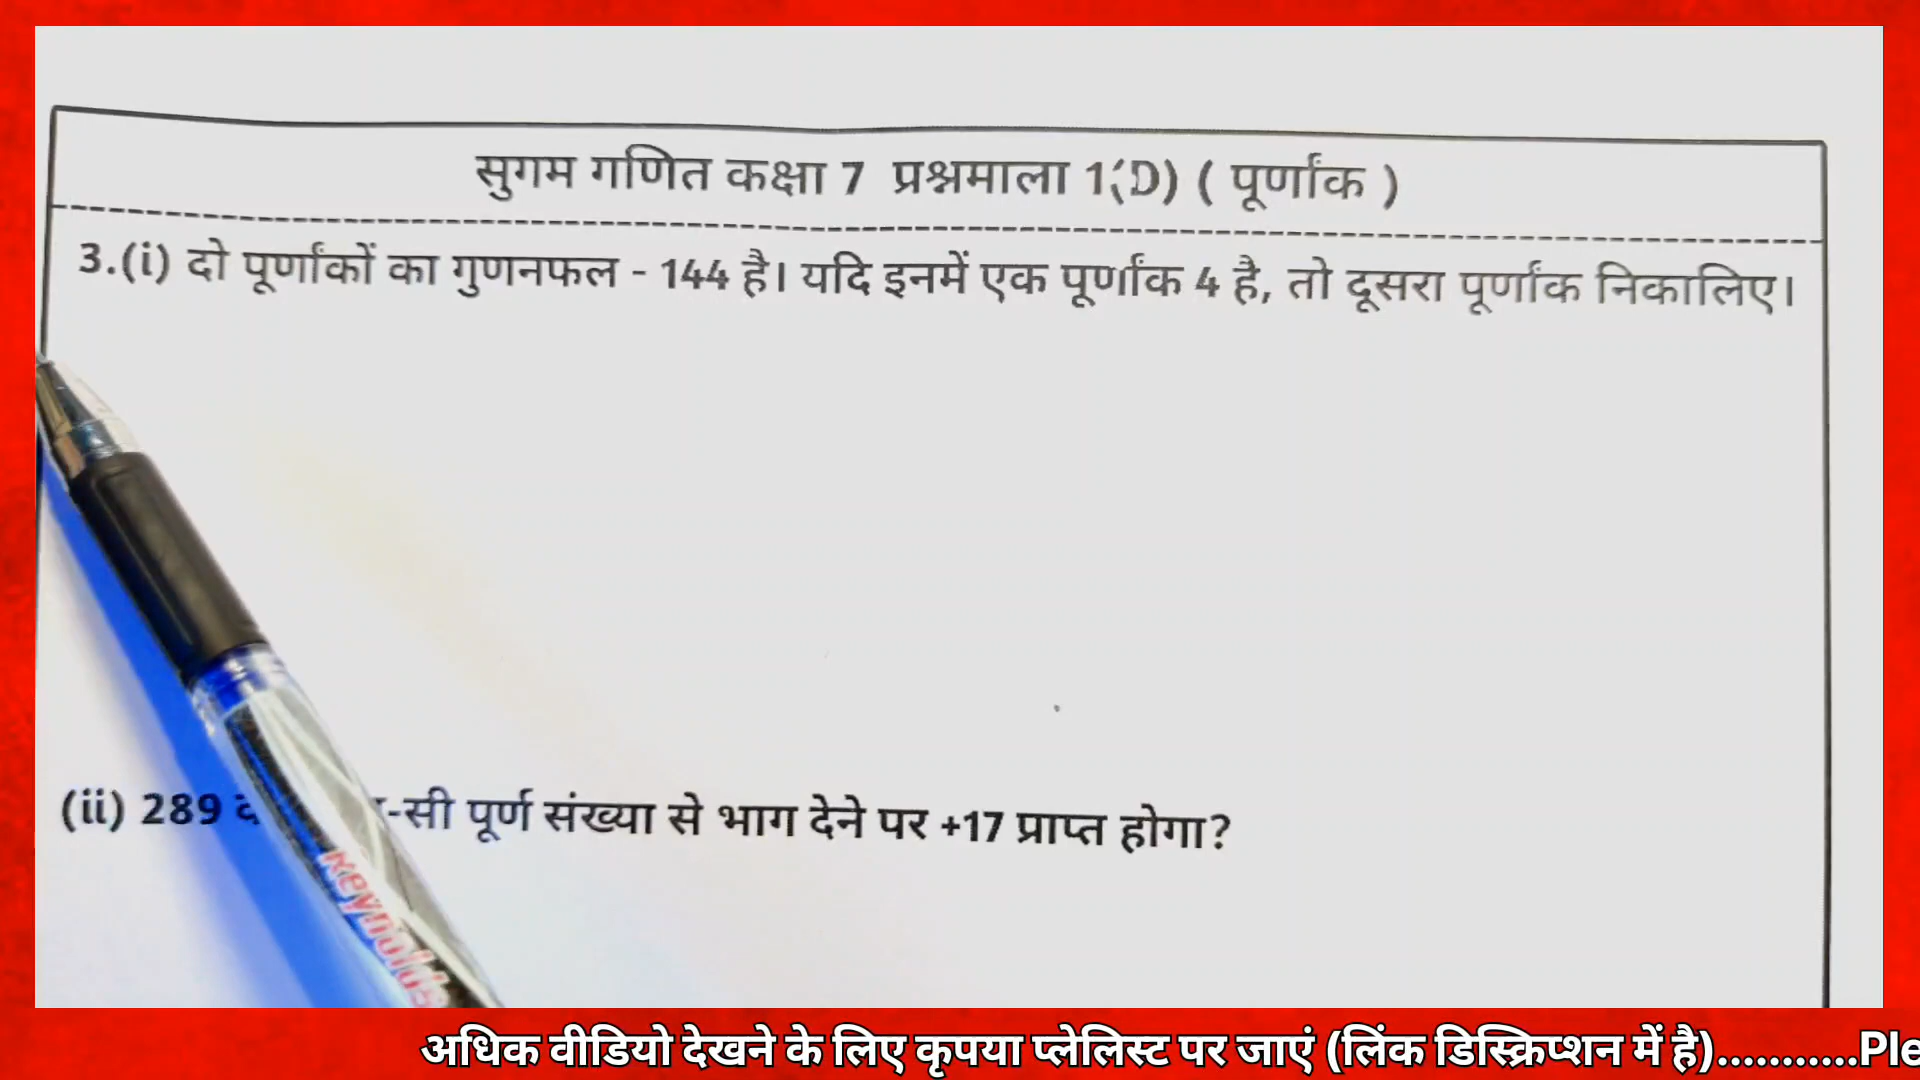 सुगम गणित कक्षा 7 प्रश्नमाला 1(D) ( पूर्णांक )
3.(i) दो पूर्णांकों का गुणनफल - 144 है। यदि इनमें एक पूर्णांक 4 है, तो दूसरा पूर्णांक निकालिए।
(ii) 289 -सी पूर्ण संख्या से भाग देने पर +17 प्राप्त होगा?
Reynolds
अधिक वीडियो देखने के लिए कृपया प्लेलिस्ट पर जाएं (लिंक डिस्क्रिप्शन में है)...........Ple